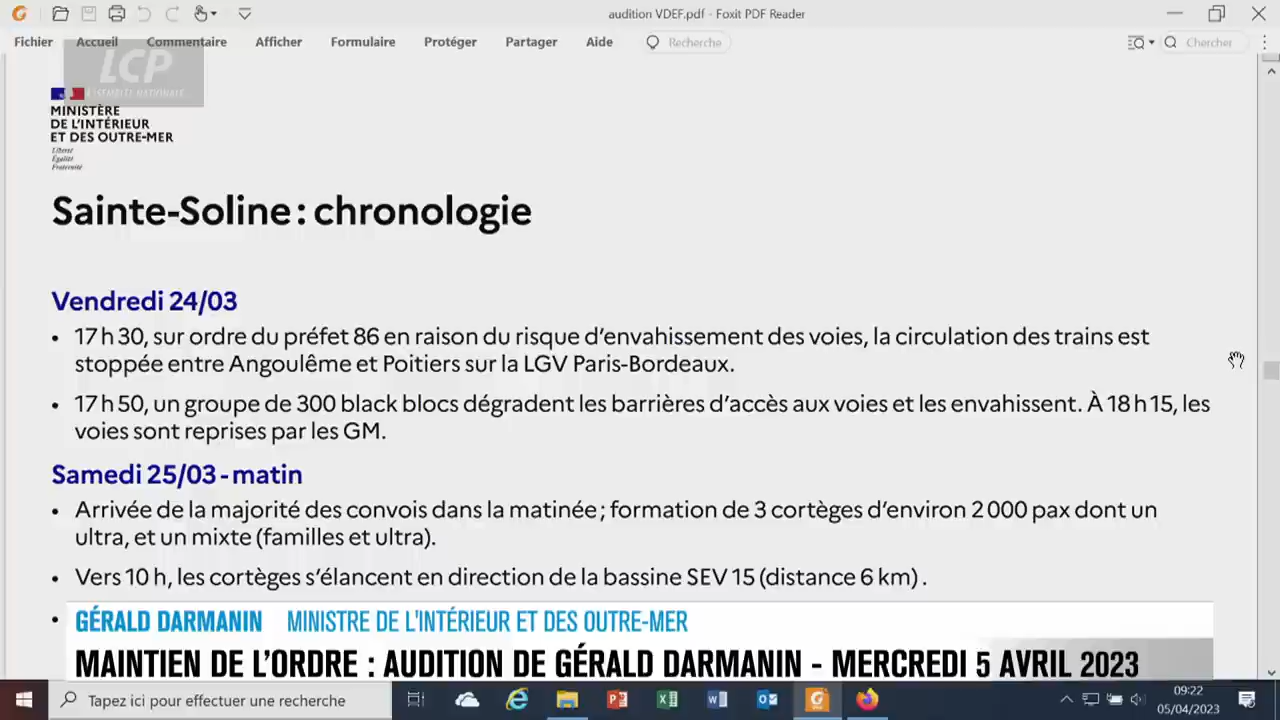 audition VDEF.pdf - Foxit PDF Reader
Fichier Accueil Commentaire Afficher Formulaire Protéger Partager Aide Recherche Chercher
LCP
ASSEMBLÉE NATIONALE
MINISTÈRE
DE L'INTÉRIEUR
ET DES OUTRE-MER
Liberté
Égalité
Fraternité
Sainte-Soline : chronologie
Vendredi 24/03
• 17 h 30, sur ordre du préfet 86 en raison du risque d'envahissement des voies, la circulation des trains est
stoppée entre Angoulême et Poitiers sur la LGV Paris-Bordeaux.
• 17 h 50, un groupe de 300 black blocs dégradent les barrières d'accès aux voies et les envahissent. À 18 h 15, les
voies sont reprises par les GM.
Samedi 25/03 - matin
• Arrivée de la majorité des convois dans la matinée ; formation de 3 cortèges d'environ 2 000 pax dont un
ultra, et un mixte (familles et ultra).
• Vers 10 h, les cortèges s'élancent en direction de la bassine SEV 15 (distance 6 km) .
•
GÉRALD DARMANIN MINISTRE DE L'INTÉRIEUR ET DES OUTRE-MER
MAINTIEN DE L'ORDRE : AUDITION DE GÉRALD DARMANIN - MERCREDI 5 AVRIL 2023
Tapez ici pour effectuer une recherche
09:22
05/04/2023